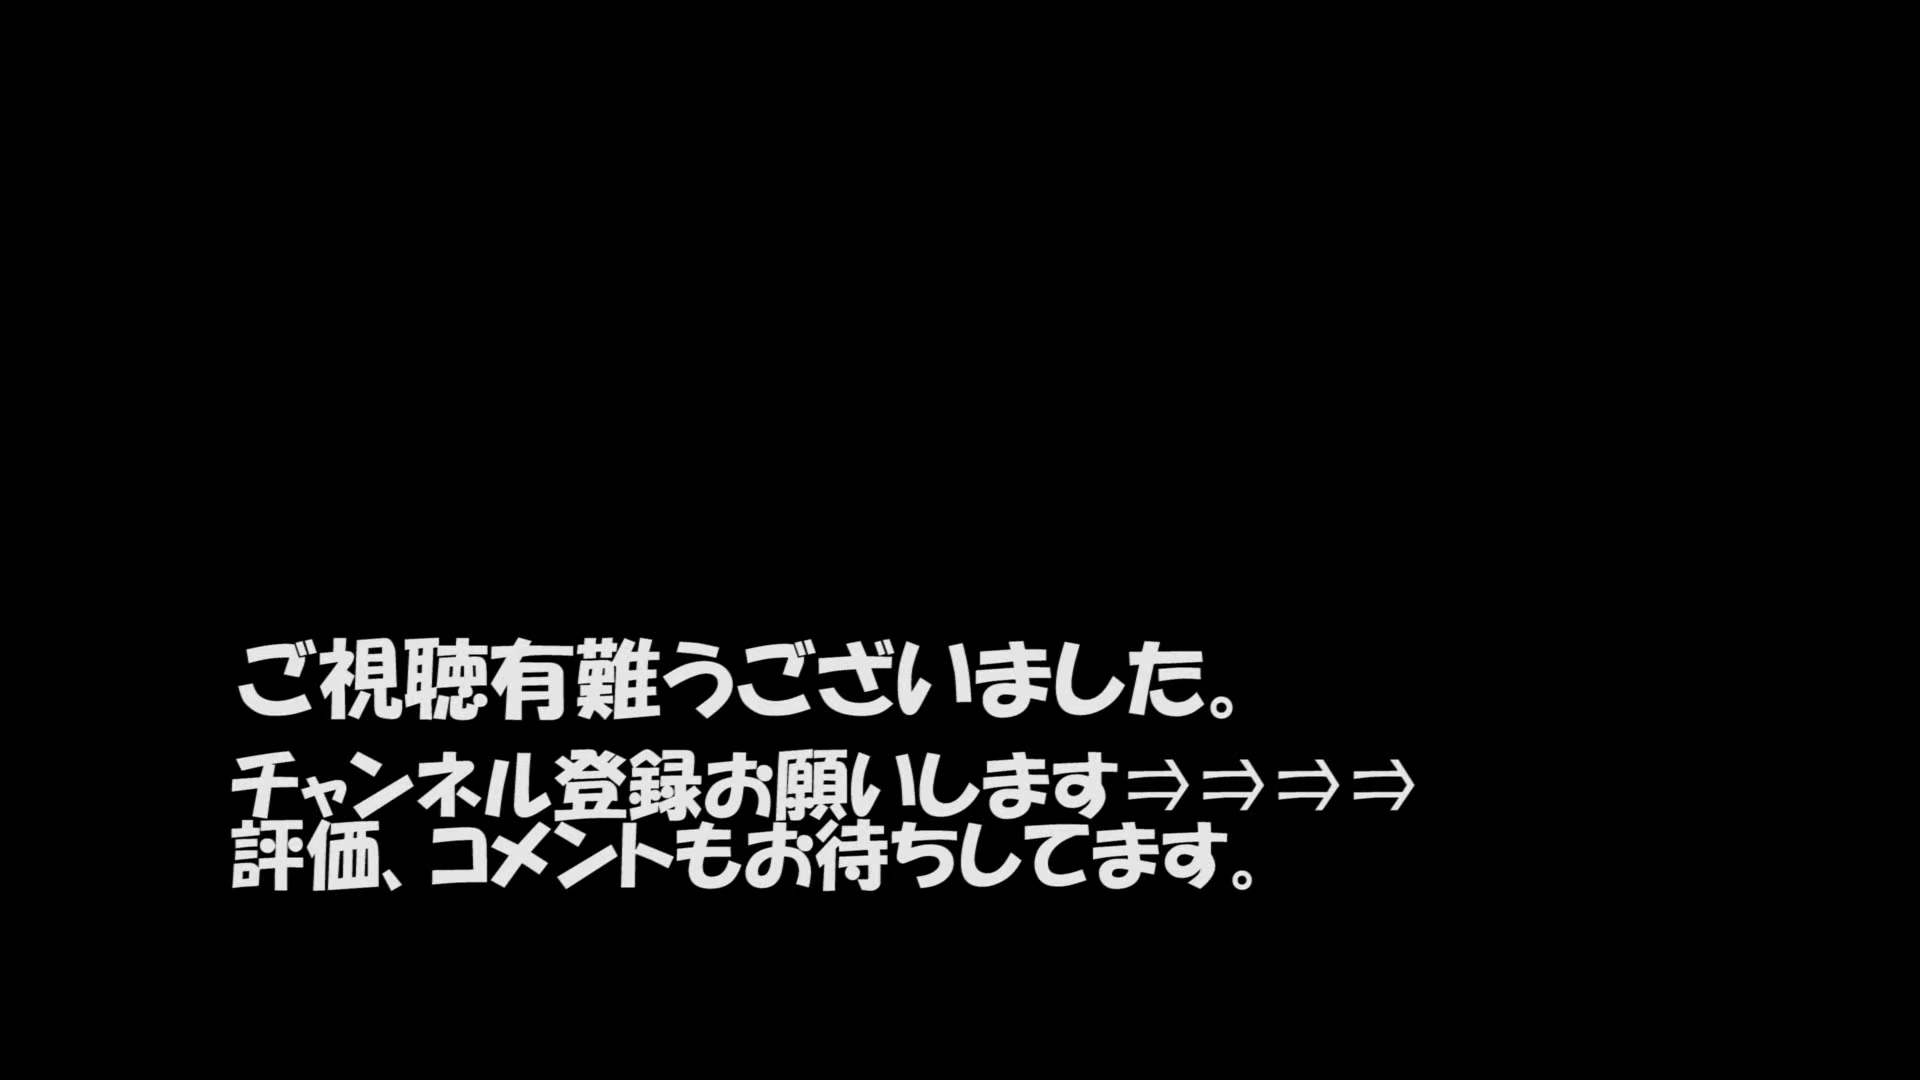 ご視聴有難うございました。
チャンネル登録お願いします⇒⇒⇒⇒
評価、コメントもお待ちしてます。